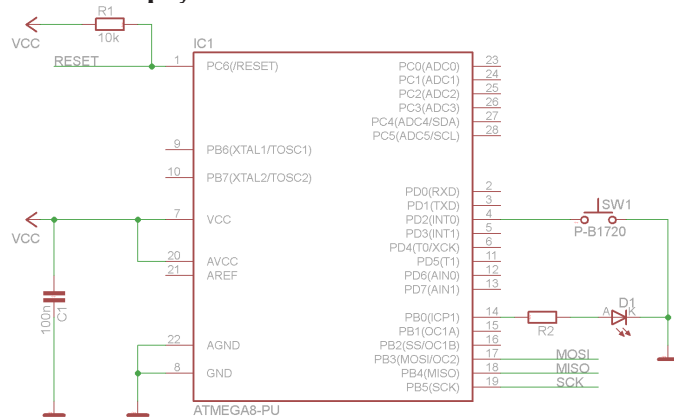 R1
VCC
10k
IC1
RESET
1
PC6(/RESET)
PC0(ADC0)
23
PC1(ADC1)
24
PC2(ADC2)
25
PC3(ADC3)
26
PC4(ADC4/SDA)
27
PC5(ADC5/SCL)
28
9
PB6(XTAL1/TOSC1)
10
PB7(XTAL2/TOSC2)
PD0(RXD)
2
PD1(TXD)
3
VCC
7
VCC
PD2(INT0)
4
SW1
P-B1720
PD3(INT1)
5
PD4(T0/XCK)
6
20
AVCC
PD5(T1)
11
21
AREF
PD6(AIN0)
12
PD7(AIN1)
13
100n
C1
PB0(ICP1)
14
R2
D1
A
K
PB1(OC1A)
15
22
AGND
PB2(SS/OC1B)
16
PB3(MOSI/OC2)
17
MOSI
8
GND
PB4(MISO)
18
MISO
PB5(SCK)
19
SCK
ATMEGA8-PU